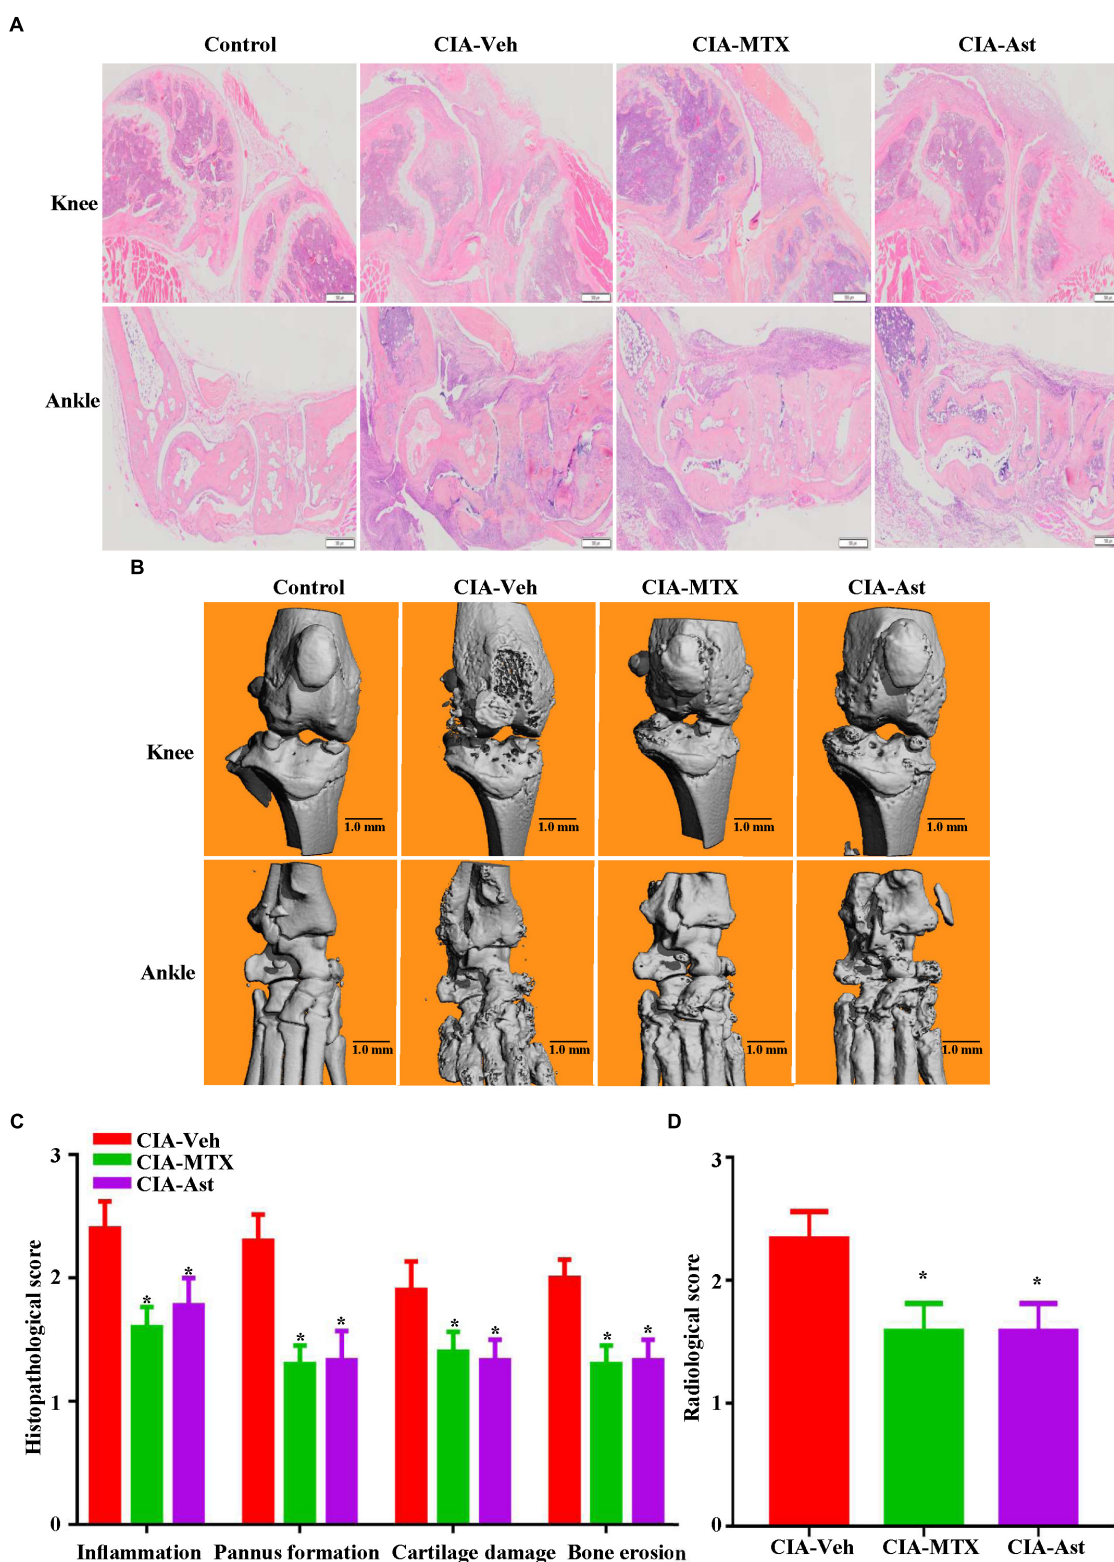 A
Control CIA-Veh CIA-MTX CIA-Ast
Knee
Ankle
B
Control CIA-Veh CIA-MTX CIA-Ast
Knee
1.0 mm 1.0 mm 1.0 mm 1.0 mm
Ankle
1.0 mm 1.0 mm 1.0 mm 1.0 mm
C
CIA-Veh
CIA-MTX
CIA-Ast
Histopathological score
3
2
1
0
* * * * * * * *
Inflammation Pannus formation Cartilage damage Bone erosion
D
Radiological score
3
2
1
0
* *
CIA-Veh CIA-MTX CIA-Ast